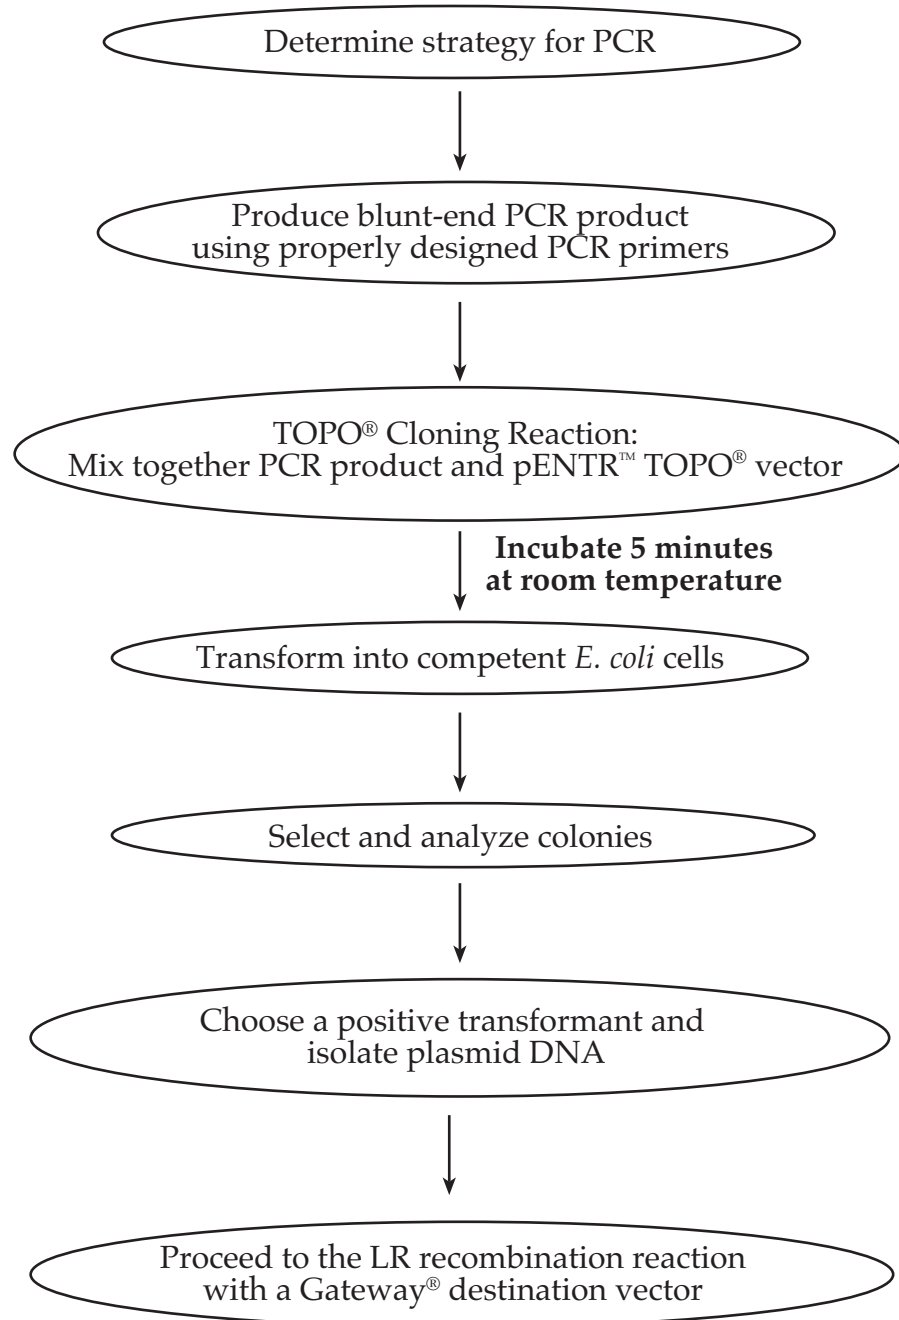 Determine strategy for PCR
Produce blunt-end PCR product
using properly designed PCR primers
TOPO® Cloning Reaction:
Mix together PCR product and pENTR™ TOPO® vector
Incubate 5 minutes
at room temperature
Transform into competent E. coli cells
Select and analyze colonies
Choose a positive transformant and
isolate plasmid DNA
Proceed to the LR recombination reaction
with a Gateway® destination vector